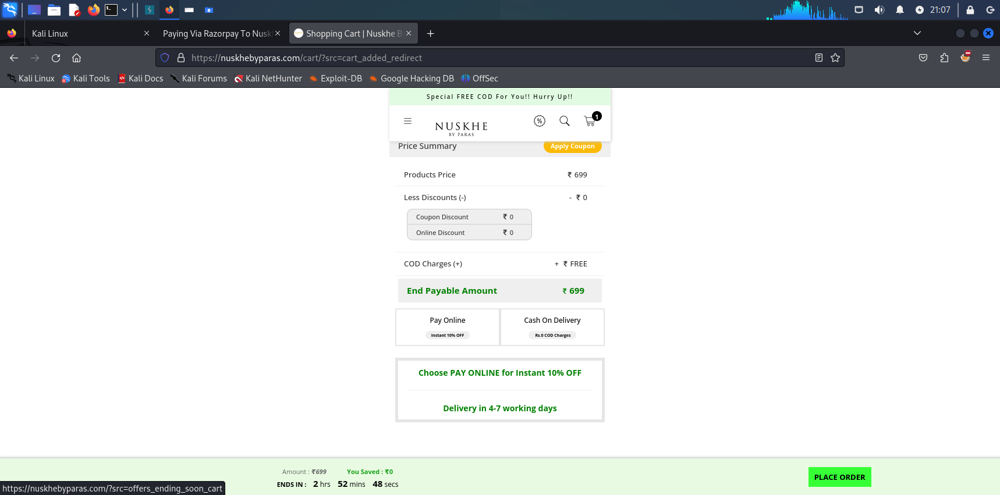 21:07
Kali Linux
Paying Via Razorpay To Nusk
Shopping Cart | Nuskhe B
https://nuskhebyparas.com/cart/?src=cart_added_redirect
Kali Linux
Kali Tools
Kali Docs
Kali Forums
Kali NetHunter
Exploit-DB
Google Hacking DB
OffSec
Special FREE COD For You!! Hurry Up!!
NUSKHE
BY PARAS
%
1
Price Summary
Apply Coupon
Products Price ₹ 699
Less Discounts (-) - ₹ 0
Coupon Discount ₹ 0
Online Discount ₹ 0
COD Charges (+) + ₹ FREE
End Payable Amount ₹ 699
Pay Online
Instant 10% OFF
Cash On Delivery
Rs.0 COD Charges
Choose PAY ONLINE for Instant 10% OFF
Delivery in 4-7 working days
Amount : ₹699 You Saved : ₹0
ENDS IN : 2 hrs 52 mins 48 secs
PLACE ORDER
https://nuskhebyparas.com/?src=offers_ending_soon_cart